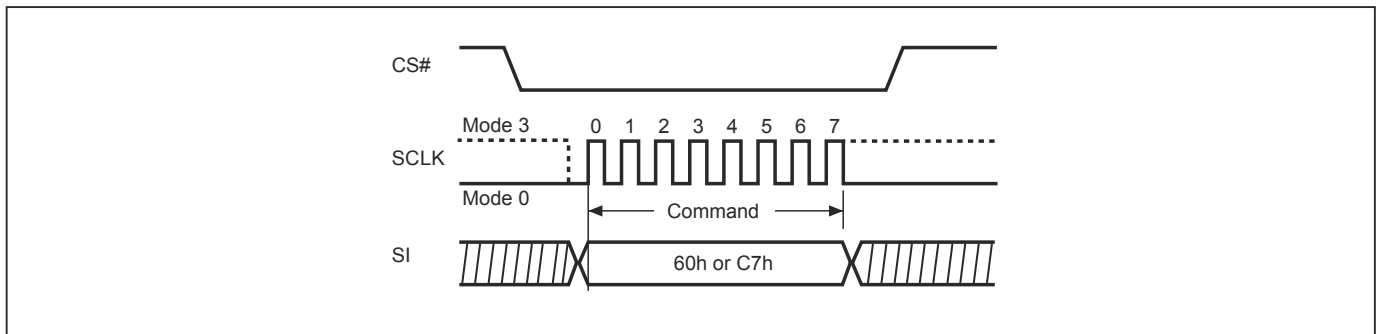 CS#
Mode 3
0 1 2 3 4 5 6 7
SCLK
Mode 0
Command
SI
60h or C7h